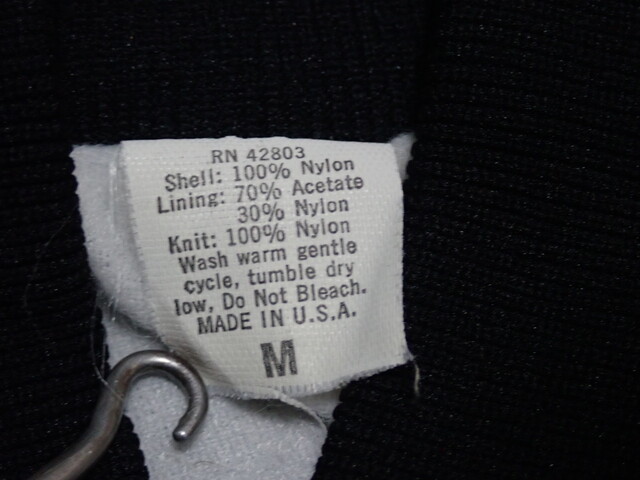 RN 42803
Shell: 100% Nylon
Lining: 70% Acetate
30% Nylon
Knit: 100% Nylon
Wash warm gentle
cycle, tumble dry
low, Do Not Bleach.
MADE IN U.S.A.
M